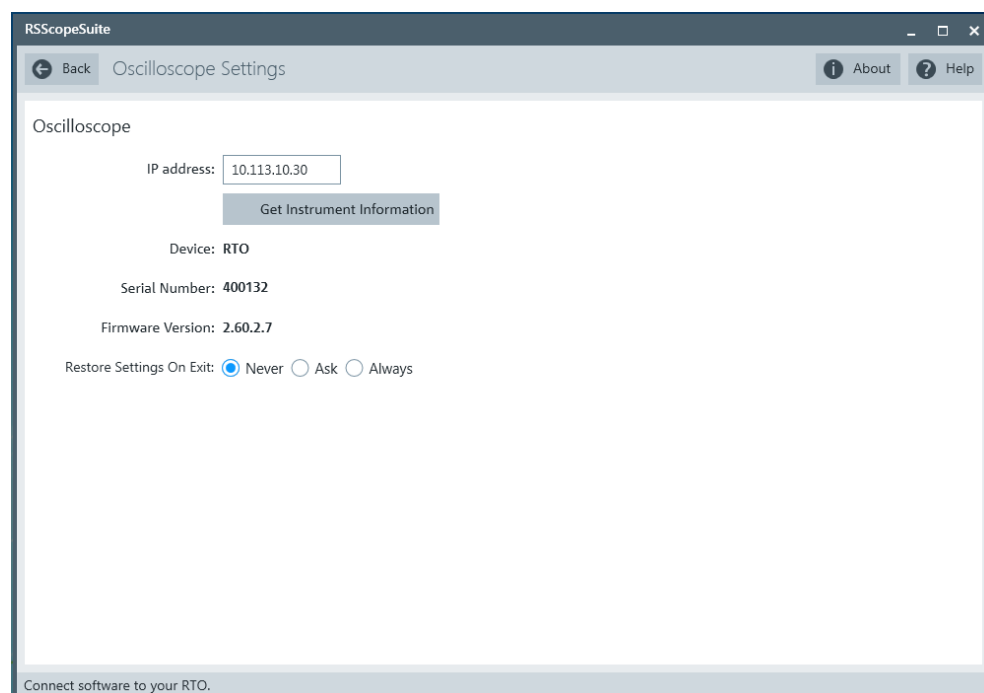 RSScopeSuite
Back Oscilloscope Settings About Help
Oscilloscope
IP address: 10.113.10.30
Get Instrument Information
Device: RTO
Serial Number: 400132
Firmware Version: 2.60.2.7
Restore Settings On Exit: Never Ask Always
Connect software to your RTO.